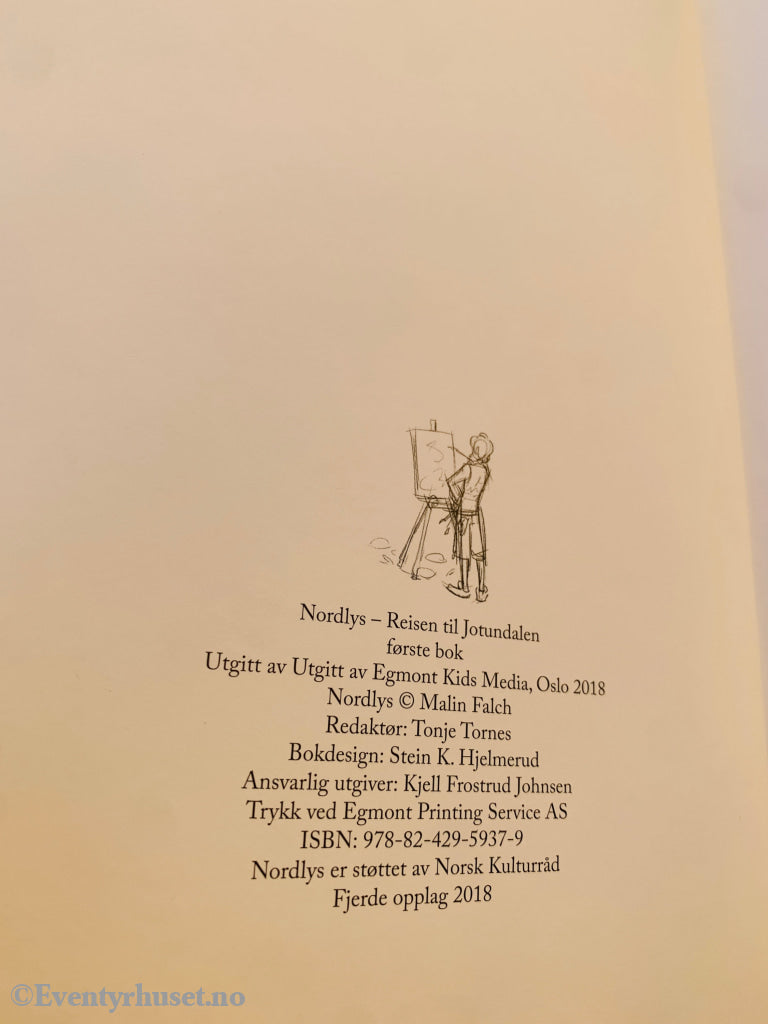 Nordlys – Reisen til Jotundalen
første bok
Utgitt av Utgitt av Egmont Kids Media, Oslo 2018
Nordlys © Malin Falch
Redaktør: Tonje Tornes
Bokdesign: Stein K. Hjelmerud
Ansvarlig utgiver: Kjell Frostrud Johnsen
Trykk ved Egmont Printing Service AS
ISBN: 978-82-429-5937-9
Nordlys er støttet av Norsk Kulturråd
Fjerde opplag 2018
©Eventyrhuset.no